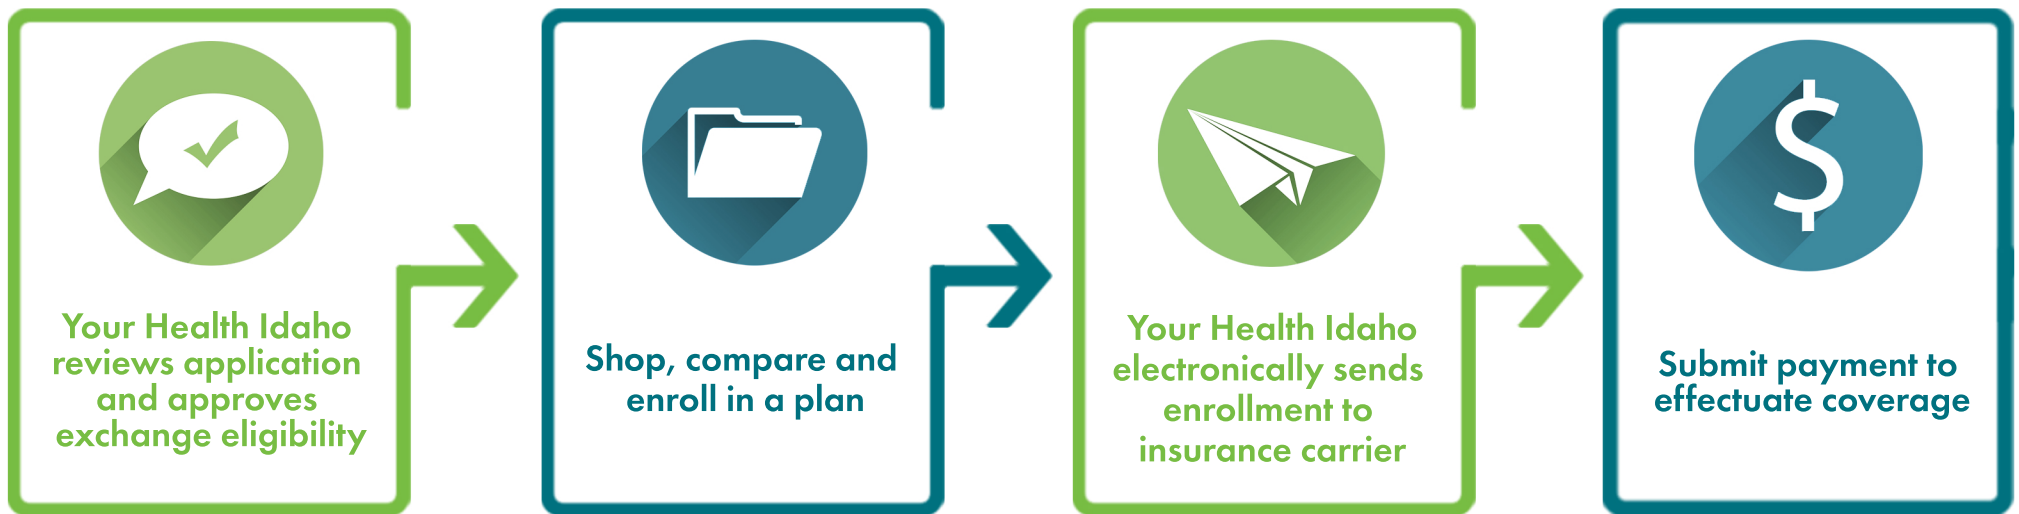 Your Health Idaho
reviews application
and approves
exchange eligibility
Shop, compare and
enroll in a plan
Your Health Idaho
electronically sends
enrollment to
insurance carrier
$
Submit payment to
effectuate coverage